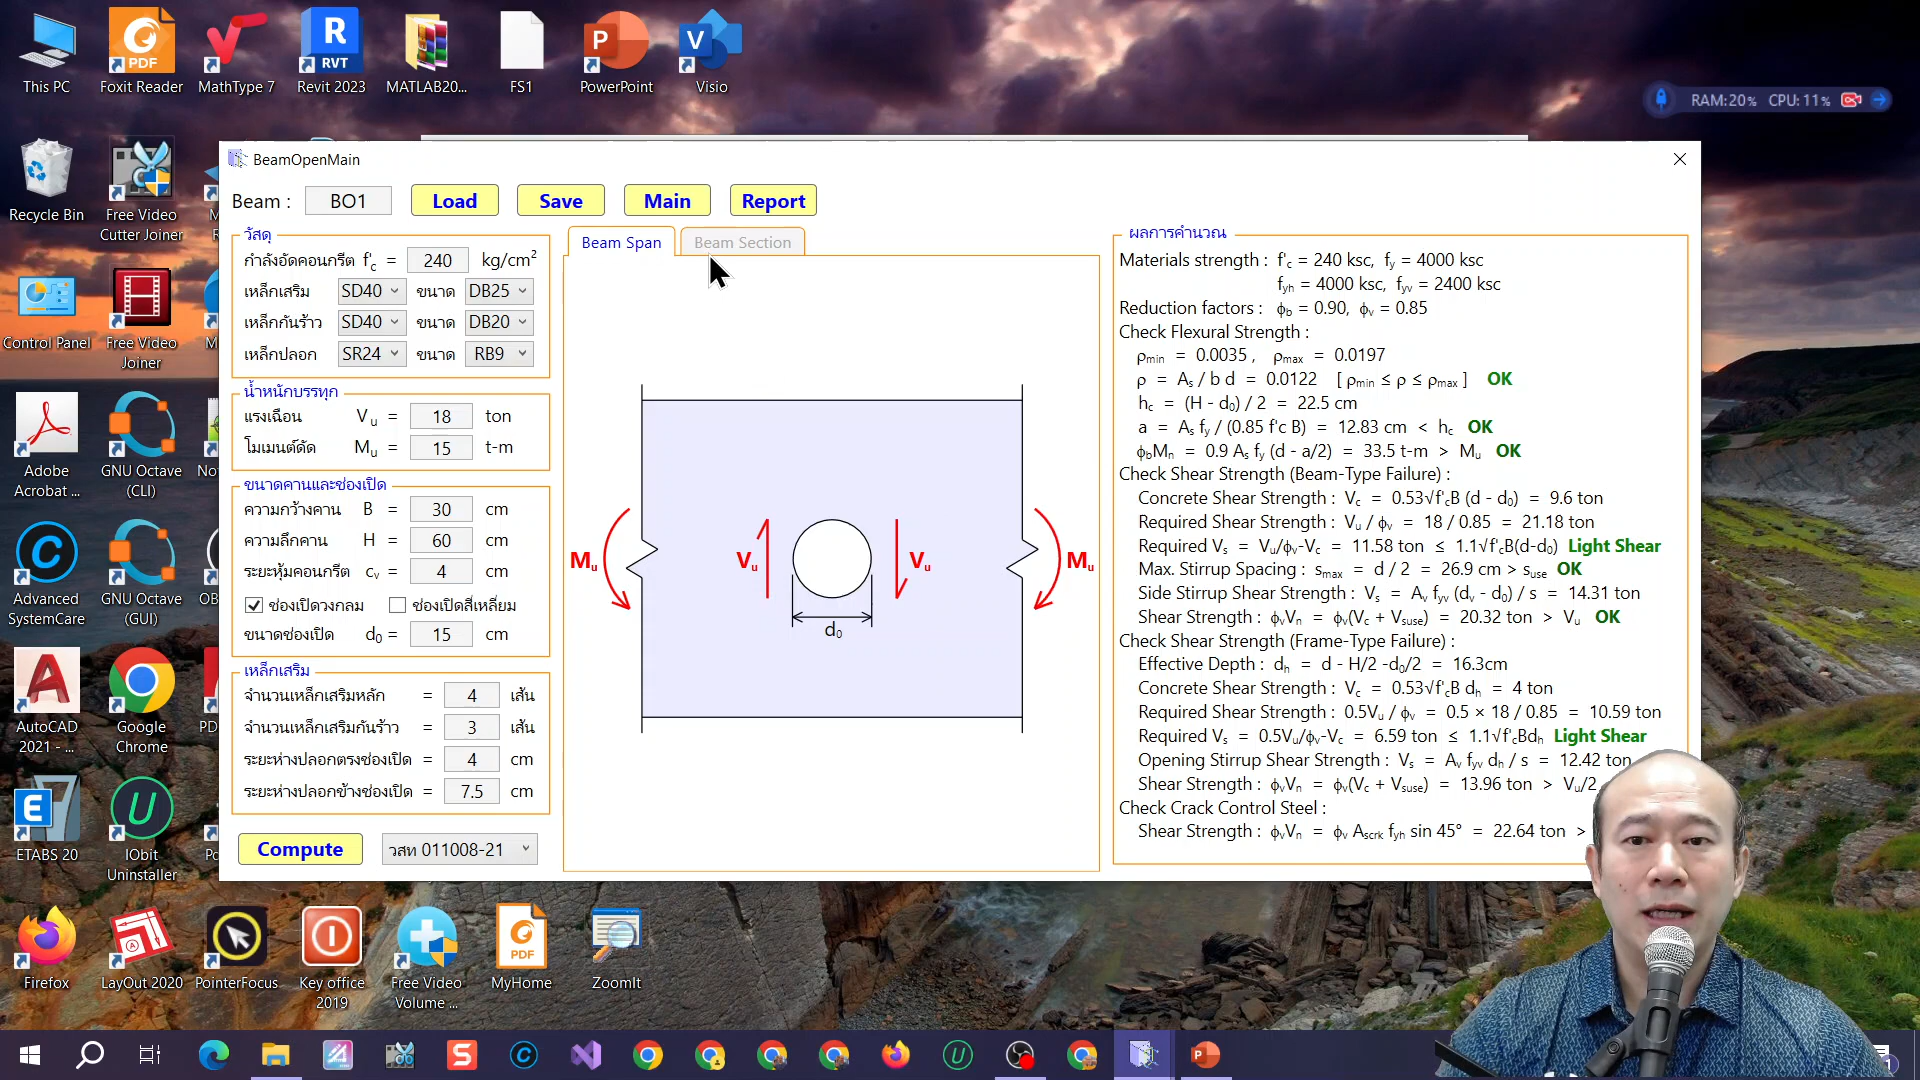 This PC
Foxit Reader
MathType 7
Revit 2023
MATLAB20...
FS1
PowerPoint
Visio
RAM:20% CPU: 11%
Recycle Bin
Free Video Cutter Joiner
Control Panel
Free Video Joiner
Adobe Acrobat ...
GNU Octave (CLI)
Advanced SystemCare
GNU Octave (GUI)
AutoCAD 2021 - ...
Google Chrome
ETABS 20
IObit Uninstaller
Firefox
LayOut 2020
PointerFocus
Key office 2019
Free Video Volume ...
MyHome
ZoomIt
BeamOpenMain
Beam : BO1 Load Save Main Report
วัสดุ
กำลังอัดคอนกรีต f'c = 240 kg/cm²
เหล็กเสริม SD40 ขนาด DB25
เหล็กกันร้าว SD40 ขนาด DB20
เหล็กปลอก SR24 ขนาด RB9
น้ำหนักบรรทุก
แรงเฉือน Vu = 18 ton
โมเมนต์ดัด Mu = 15 t-m
ขนาดคานและช่องเปิด
ความกว้างคาน B = 30 cm
ความลึกคาน H = 60 cm
ระยะหุ้มคอนกรีต cv = 4 cm
ช่องเปิดวงกลม ช่องเปิดสี่เหลี่ยม
ขนาดช่องเปิด d0 = 15 cm
เหล็กเสริม
จำนวนเหล็กเสริมหลัก = 4 เส้น
จำนวนเหล็กเสริมกันร้าว = 3 เส้น
ระยะห่างปลอกตรงช่องเปิด = 4 cm
ระยะห่างปลอกข้างช่องเปิด = 7.5 cm
Compute วสท 011008-21
Beam Span Beam Section
Mu Vu Vu Mu
d0
ผลการคำนวณ
Materials strength : f'c = 240 ksc, fy = 4000 ksc
fyh = 4000 ksc, fyv = 2400 ksc
Reduction factors : ϕb = 0.90, ϕv = 0.85
Check Flexural Strength :
ρmin = 0.0035 , ρmax = 0.0197
ρ = As / b d = 0.0122 [ ρmin ≤ ρ ≤ ρmax ] OK
hc = (H - d0) / 2 = 22.5 cm
a = As fy / (0.85 f'c B) = 12.83 cm < hc OK
ϕbMn = 0.9 As fy (d - a/2) = 33.5 t-m > Mu OK
Check Shear Strength (Beam-Type Failure) :
Concrete Shear Strength : Vc = 0.53√f'cB (d - d0) = 9.6 ton
Required Shear Strength : Vu / ϕv = 18 / 0.85 = 21.18 ton
Required Vs = Vu/ϕv-Vc = 11.58 ton ≤ 1.1√f'cB(d-d0) Light Shear
Max. Stirrup Spacing : smax = d / 2 = 26.9 cm > suse OK
Side Stirrup Shear Strength : Vs = Av fyv (dv - d0) / s = 14.31 ton
Shear Strength : ϕvVn = ϕv(Vc + Vsuse) = 20.32 ton > Vu OK
Check Shear Strength (Frame-Type Failure) :
Effective Depth : dh = d - H/2 -d0/2 = 16.3cm
Concrete Shear Strength : Vc = 0.53√f'cB dh = 4 ton
Required Shear Strength : 0.5Vu / ϕv = 0.5 × 18 / 0.85 = 10.59 ton
Required Vs = 0.5Vu/ϕv-Vc = 6.59 ton ≤ 1.1√f'cBdh Light Shear
Opening Stirrup Shear Strength : Vs = Av fyv dh / s = 12.42 ton
Shear Strength : ϕvVn = ϕv(Vc + Vsuse) = 13.96 ton > Vu/2
Check Crack Control Steel :
Shear Strength : ϕvVn = ϕv Ascrk fyh sin 45° = 22.64 ton >